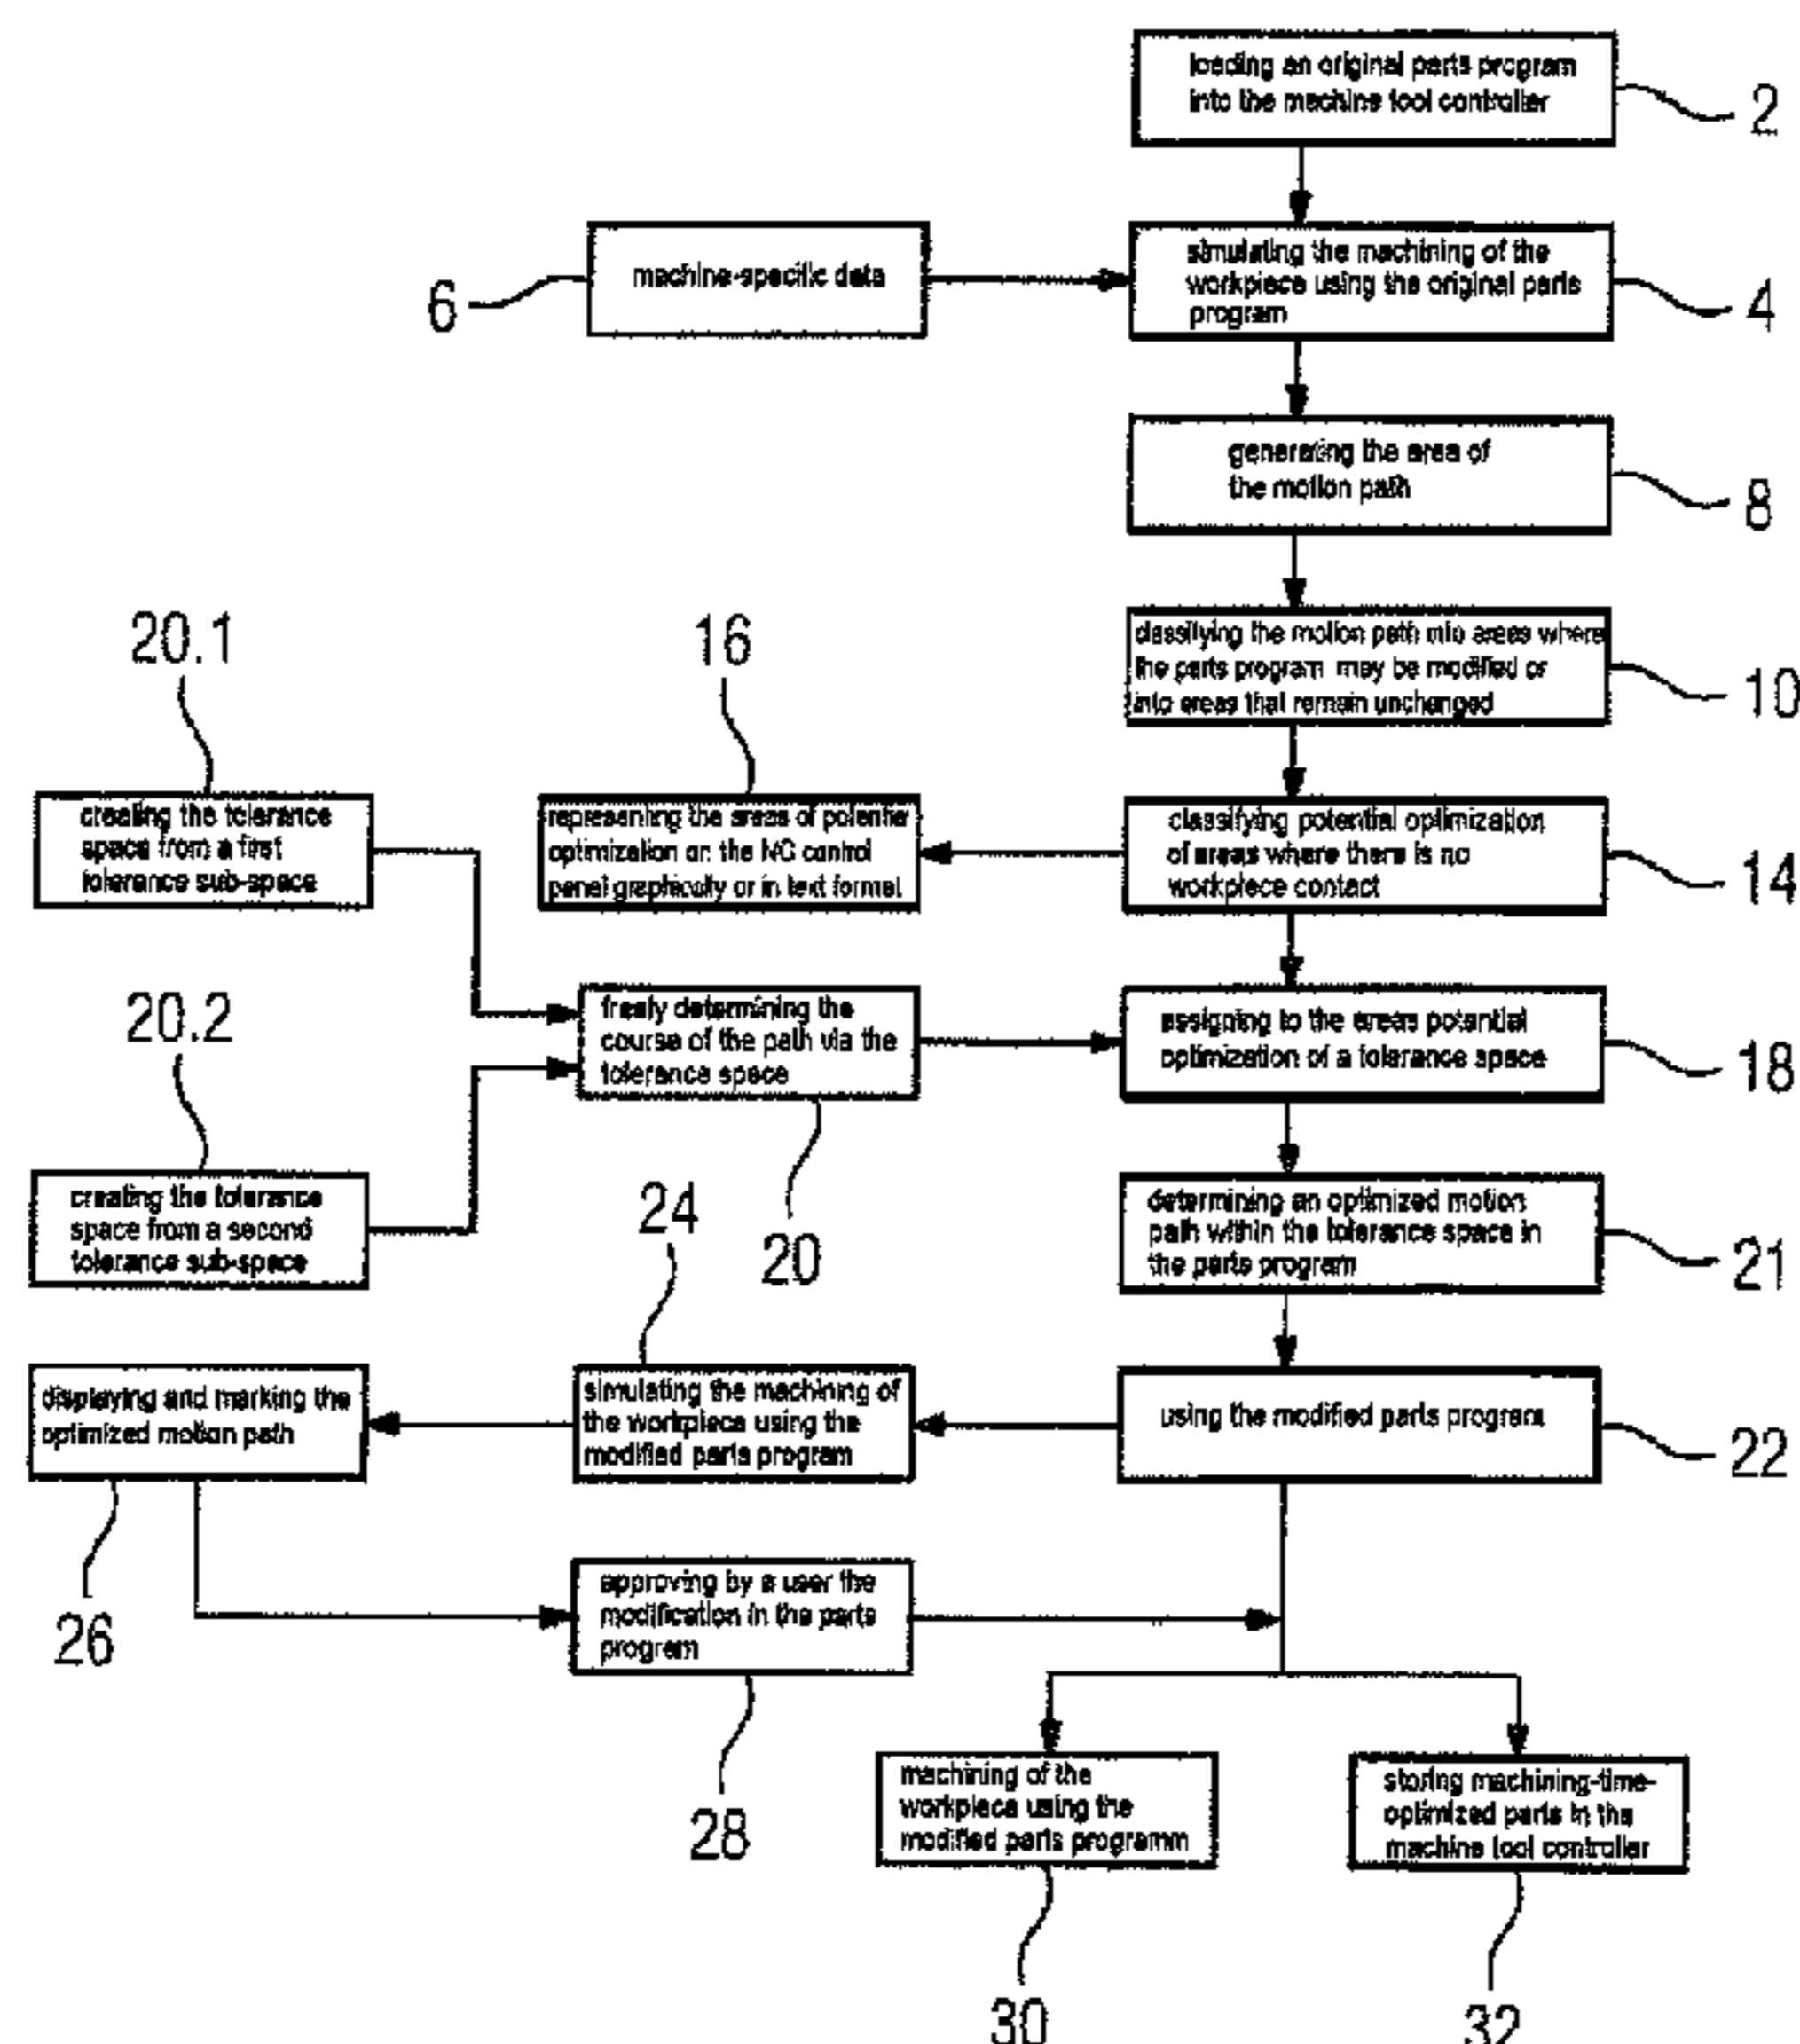 loading an original parts program
into the machine tool controller
2
machine-specific data
6
simulating the machining of the
workpiece using the original parts
program
4
generating the area of
the motion path
8
classifying the motion path into areas where
the parts program may be modified or
into areas that remain unchanged
10
20.1
16
creating the tolerance
space from a first
tolerance sub-space
representing the areas of potential
optimization on the NC control
panel graphically or in text format
classifying potential optimization
of areas where there is no
workpiece contact
14
20.2
freely determining the
course of the path via the
tolerance space
20
assigning to the areas potential
optimization of a tolerance space
18
creating the tolerance
space from a second
tolerance sub-space
24
determining an optimized motion
path within the tolerance space in
the parts program
21
displaying and marking the
optimized motion path
26
simulating the machining of
the workpiece using the
modified parts program
using the modified parts program
22
approving by a user the
modification in the parts
program
28
machining of the
workpiece using the
modified parts programm
30
storing machining-time-
optimized parts in the
machine tool controller
32